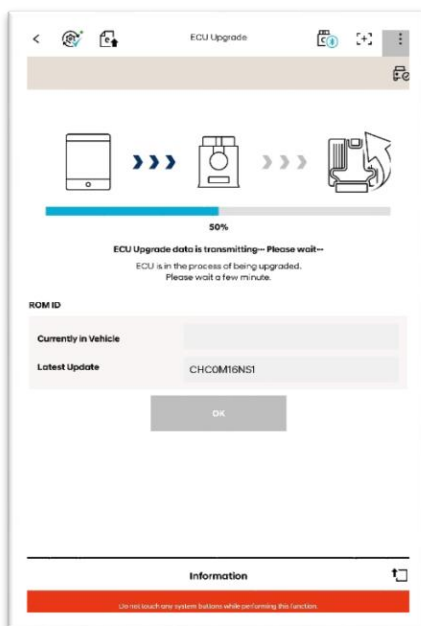 ECU Upgrade
50%
ECU Upgrade data is transmitting-- Please wait--
ECU is in the process of being upgraded.
Please wait a few minute.
ROM ID
Currently in Vehicle
Latest Update CHC0M16NS1
OK
Information
Do not touch any system buttons while performing this function